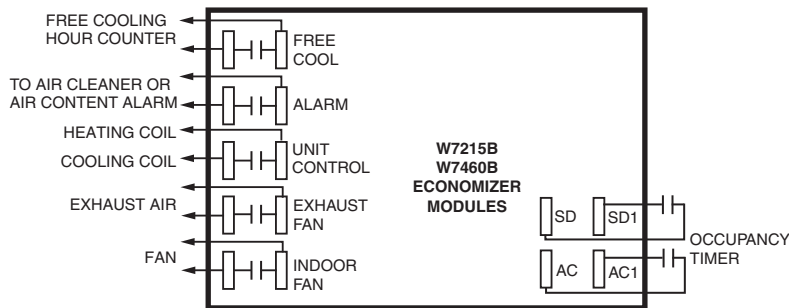 FREE COOLING
HOUR COUNTER
FREE
COOL
TO AIR CLEANER OR
AIR CONTENT ALARM
ALARM
HEATING COIL
COOLING COIL
UNIT
CONTROL
EXHAUST AIR
EXHAUST
FAN
FAN
INDOOR
FAN
W7215B
W7460B
ECONOMIZER
MODULES
SD
SD1
AC
AC1
OCCUPANCY
TIMER